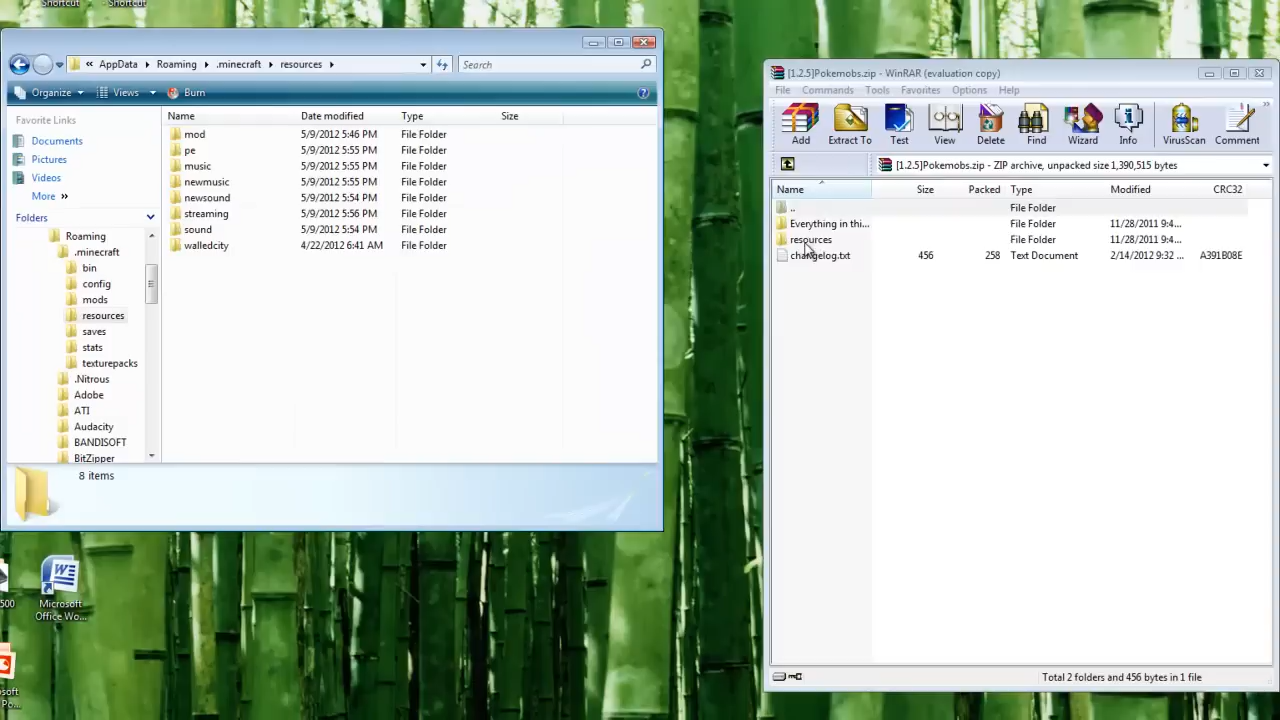 Shortcut
Shortcut
« AppData Roaming .minecraft resources
Search
Organize Views Burn
Favorite Links
Documents
Pictures
Videos
More »
Folders
Roaming
.minecraft
bin
config
mods
resources
saves
stats
texturepacks
.Nitrous
Adobe
ATI
Audacity
BANDISOFT
BitZipper
Name Date modified Type Size
mod 5/9/2012 5:46 PM File Folder
pe 5/9/2012 5:55 PM File Folder
music 5/9/2012 5:55 PM File Folder
newmusic 5/9/2012 5:55 PM File Folder
newsound 5/9/2012 5:54 PM File Folder
streaming 5/9/2012 5:56 PM File Folder
sound 5/9/2012 5:54 PM File Folder
walledcity 4/22/2012 6:41 AM File Folder
8 items
[1.2.5]Pokemobs.zip - WinRAR (evaluation copy)
File Commands Tools Favorites Options Help
Add Extract To Test View Delete Find Wizard Info VirusScan Comment
[1.2.5]Pokemobs.zip - ZIP archive, unpacked size 1,390,515 bytes
Name Size Packed Type Modified CRC32
.. File Folder
Everything in thi... File Folder 11/28/2011 9:4...
resources File Folder 11/28/2011 9:4...
changelog.txt 456 258 Text Document 2/14/2012 9:32 ... A391B08E
Total 2 folders and 456 bytes in 1 file
500
Microsoft
Office Wo...
soft
Po...